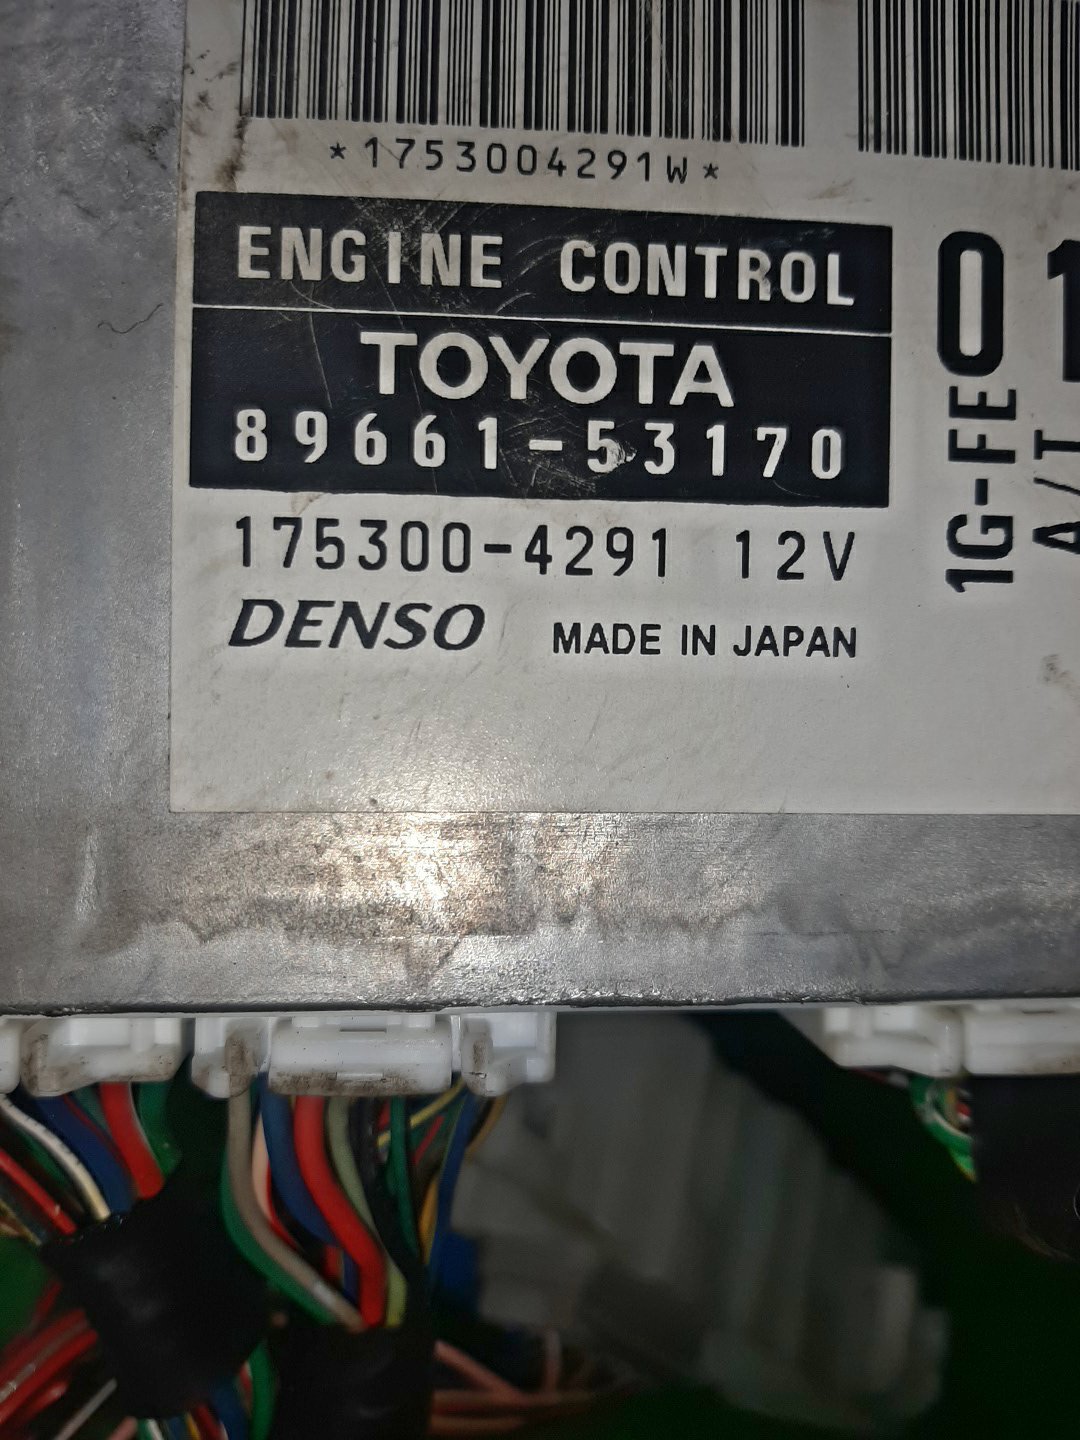 *1753004291W*
ENGINE CONTROL
TOYOTA
89661-53170
175300-4291 12V
DENSO MADE IN JAPAN
01
1G-FE
A/T